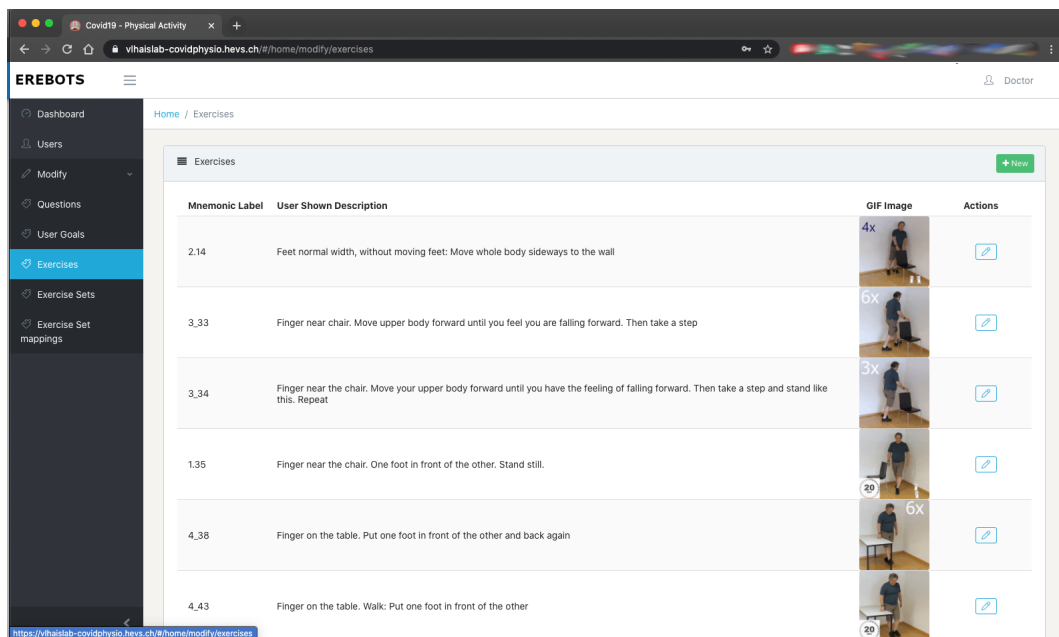 Covid19 - Physical Activity
vlhaislab-covidphysio.hevs.ch/#/home/modify/exercises
EREBOTS
Doctor
Dashboard
Users
Modify
Questions
User Goals
Exercises
Exercise Sets
Exercise Set
mappings
Home / Exercises
Exercises
+ New
Mnemonic Label User Shown Description GIF Image Actions
2.14 Feet normal width, without moving feet: Move whole body sideways to the wall
4x
3_33 Finger near chair. Move upper body forward until you feel you are falling forward. Then take a step
6x
3_34 Finger near the chair. Move your upper body forward until you have the feeling of falling forward. Then take a step and stand like
this. Repeat
3x
1.35 Finger near the chair. One foot in front of the other. Stand still.
20
4_38 Finger on the table. Put one foot in front of the other and back again
6x
4_43 Finger on the table. Walk: Put one foot in front of the other
20
https://vlhaislab-covidphysio.hevs.ch/#/home/modify/exercises